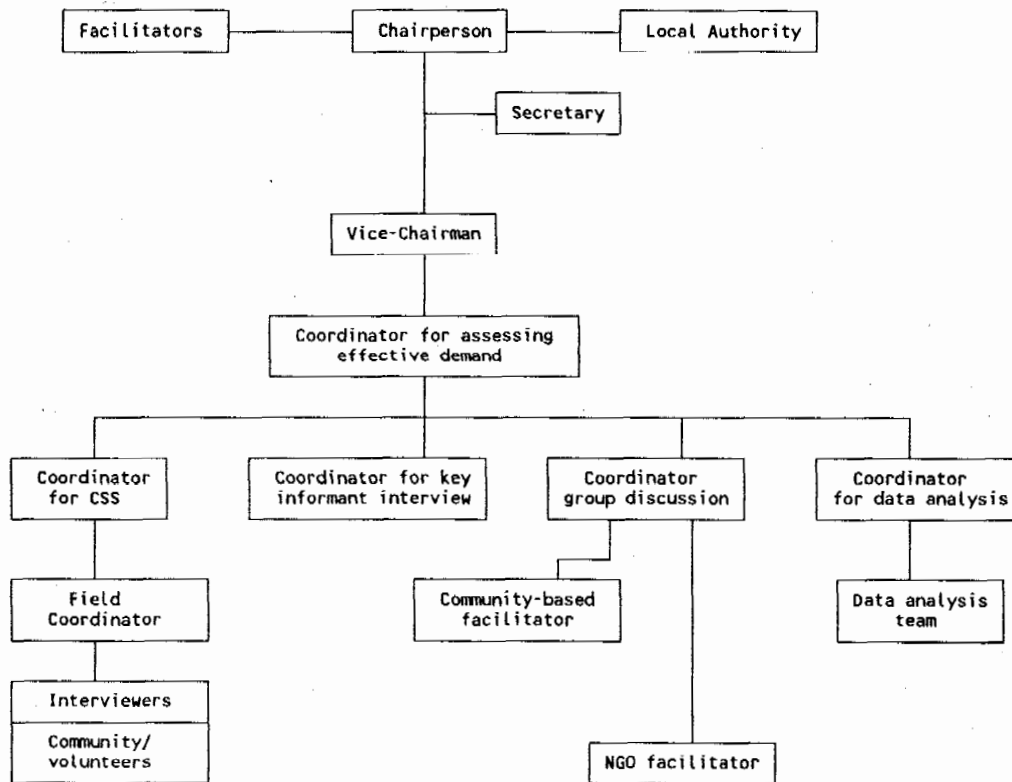 Facilitators
Chairperson
Local Authority
Secretary
Vice-Chairman
Coordinator for assessing
effective demand
Coordinator
for CSS
Coordinator for key
informant interview
Coordinator
group discussion
Coordinator
for data analysis
Field
Coordinator
Community-based
facilitator
Data analysis
team
Interviewers
Community/
volunteers
NGO facilitator